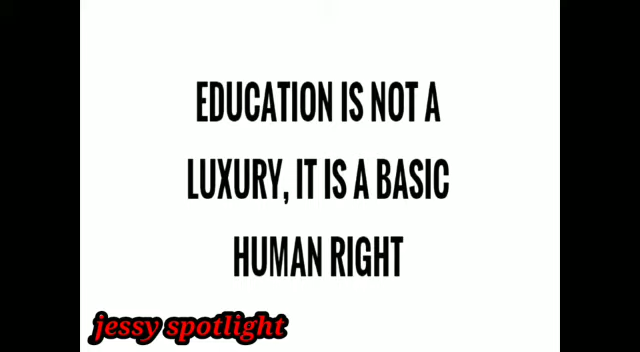 EDUCATION IS NOT A
LUXURY, IT IS A BASIC
HUMAN RIGHT
jessy spotlight